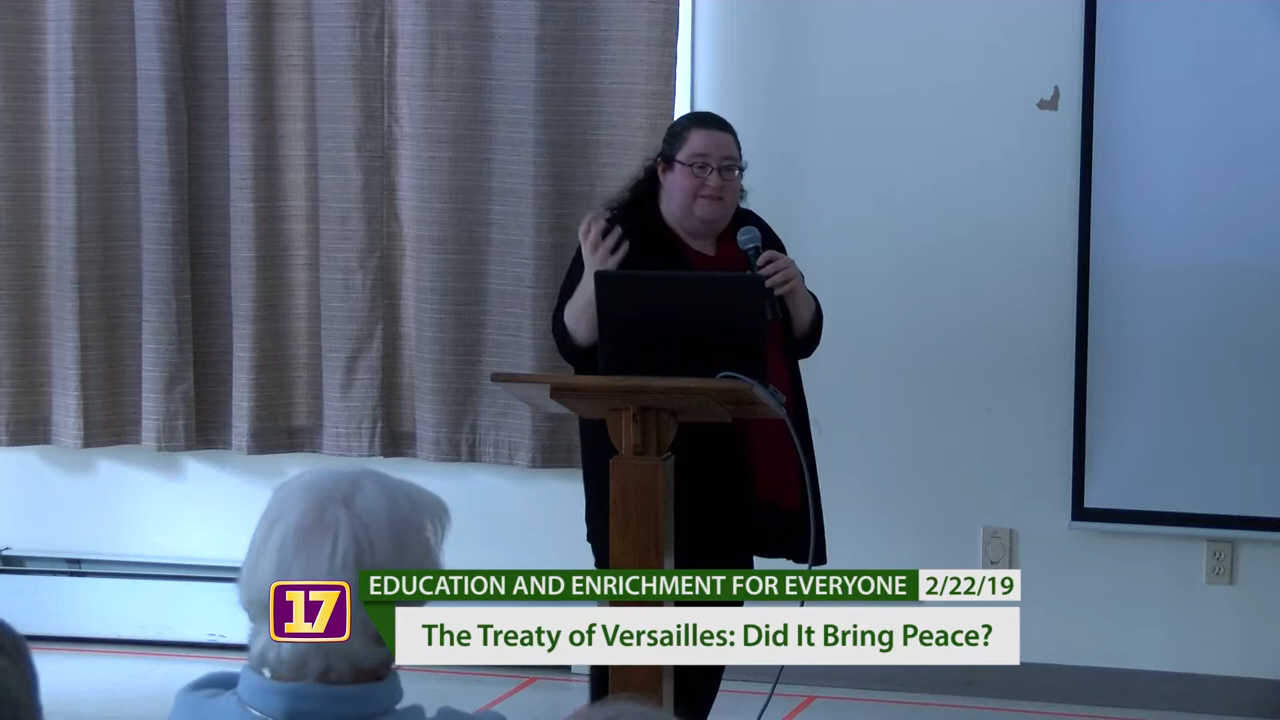 EDUCATION AND ENRICHMENT FOR EVERYONE 2/22/19
17
The Treaty of Versailles: Did It Bring Peace?